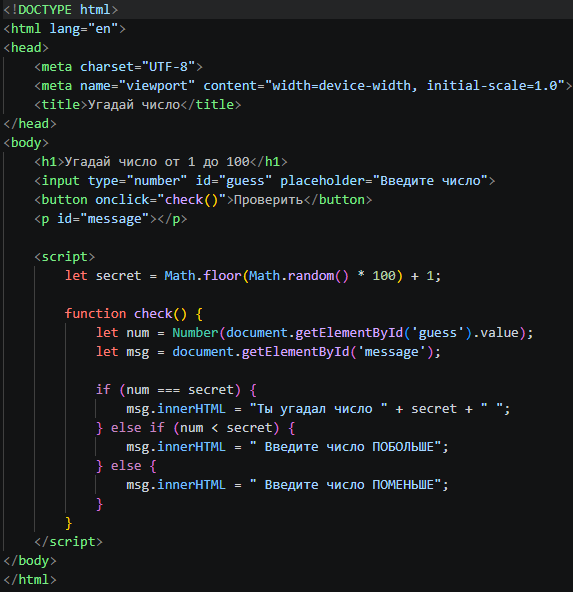 <!DOCTYPE html>
<html lang="en">
<head>
    <meta charset="UTF-8">
    <meta name="viewport" content="width=device-width, initial-scale=1.0">
    <title>Угадай число</title>
</head>
<body>
    <h1>Угадай число от 1 до 100</h1>
    <input type="number" id="guess" placeholder="Введите число">
    <button onclick="check()">Проверить</button>
    <p id="message"></p>

    <script>
        let secret = Math.floor(Math.random() * 100) + 1;

        function check() {
            let num = Number(document.getElementById('guess').value);
            let msg = document.getElementById('message');

            if (num === secret) {
                msg.innerHTML = "Ты угадал число " + secret + " ";
            } else if (num < secret) {
                msg.innerHTML = " Введите число ПОБОЛЬШЕ";
            } else {
                msg.innerHTML = " Введите число ПОМЕНЬШЕ";
            }
        }
    </script>
</body>
</html>